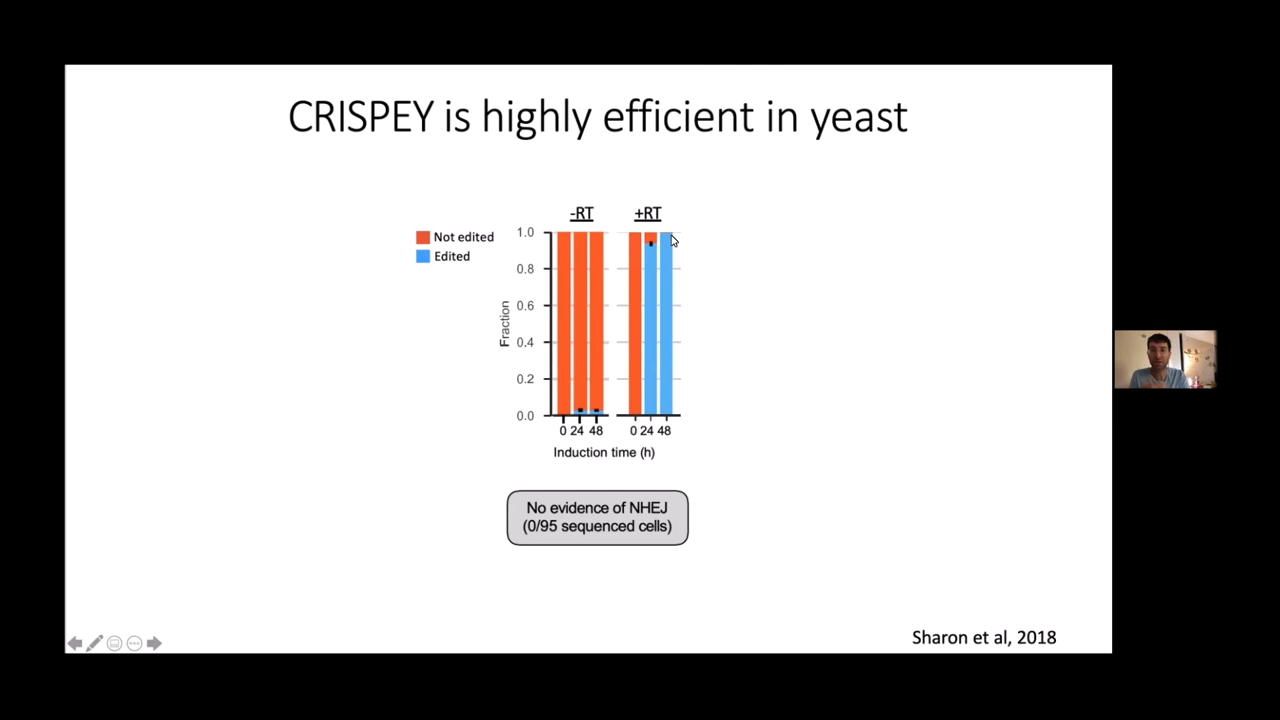 CRISPEY is highly efficient in yeast
-RT +RT
Not edited
Edited
1.0
0.8
0.6
0.4
0.2
0.0
Fraction
0 24 48 0 24 48
Induction time (h)
No evidence of NHEJ
(0/95 sequenced cells)
Sharon et al, 2018